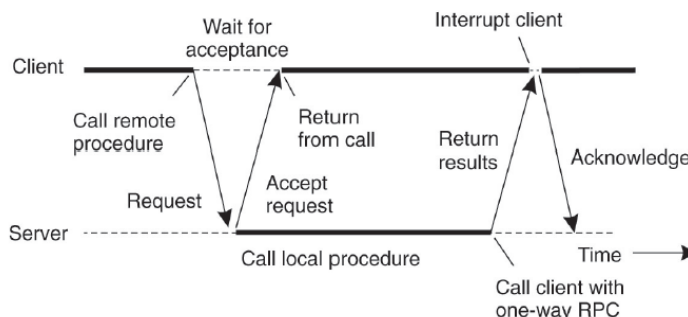 Interrupt client
Wait for
acceptance
Client
Call remote
procedure
Return
from call
Return
results
Acknowledge
Request
Accept
request
Server
Call local procedure
Time
Call client with
one-way RPC